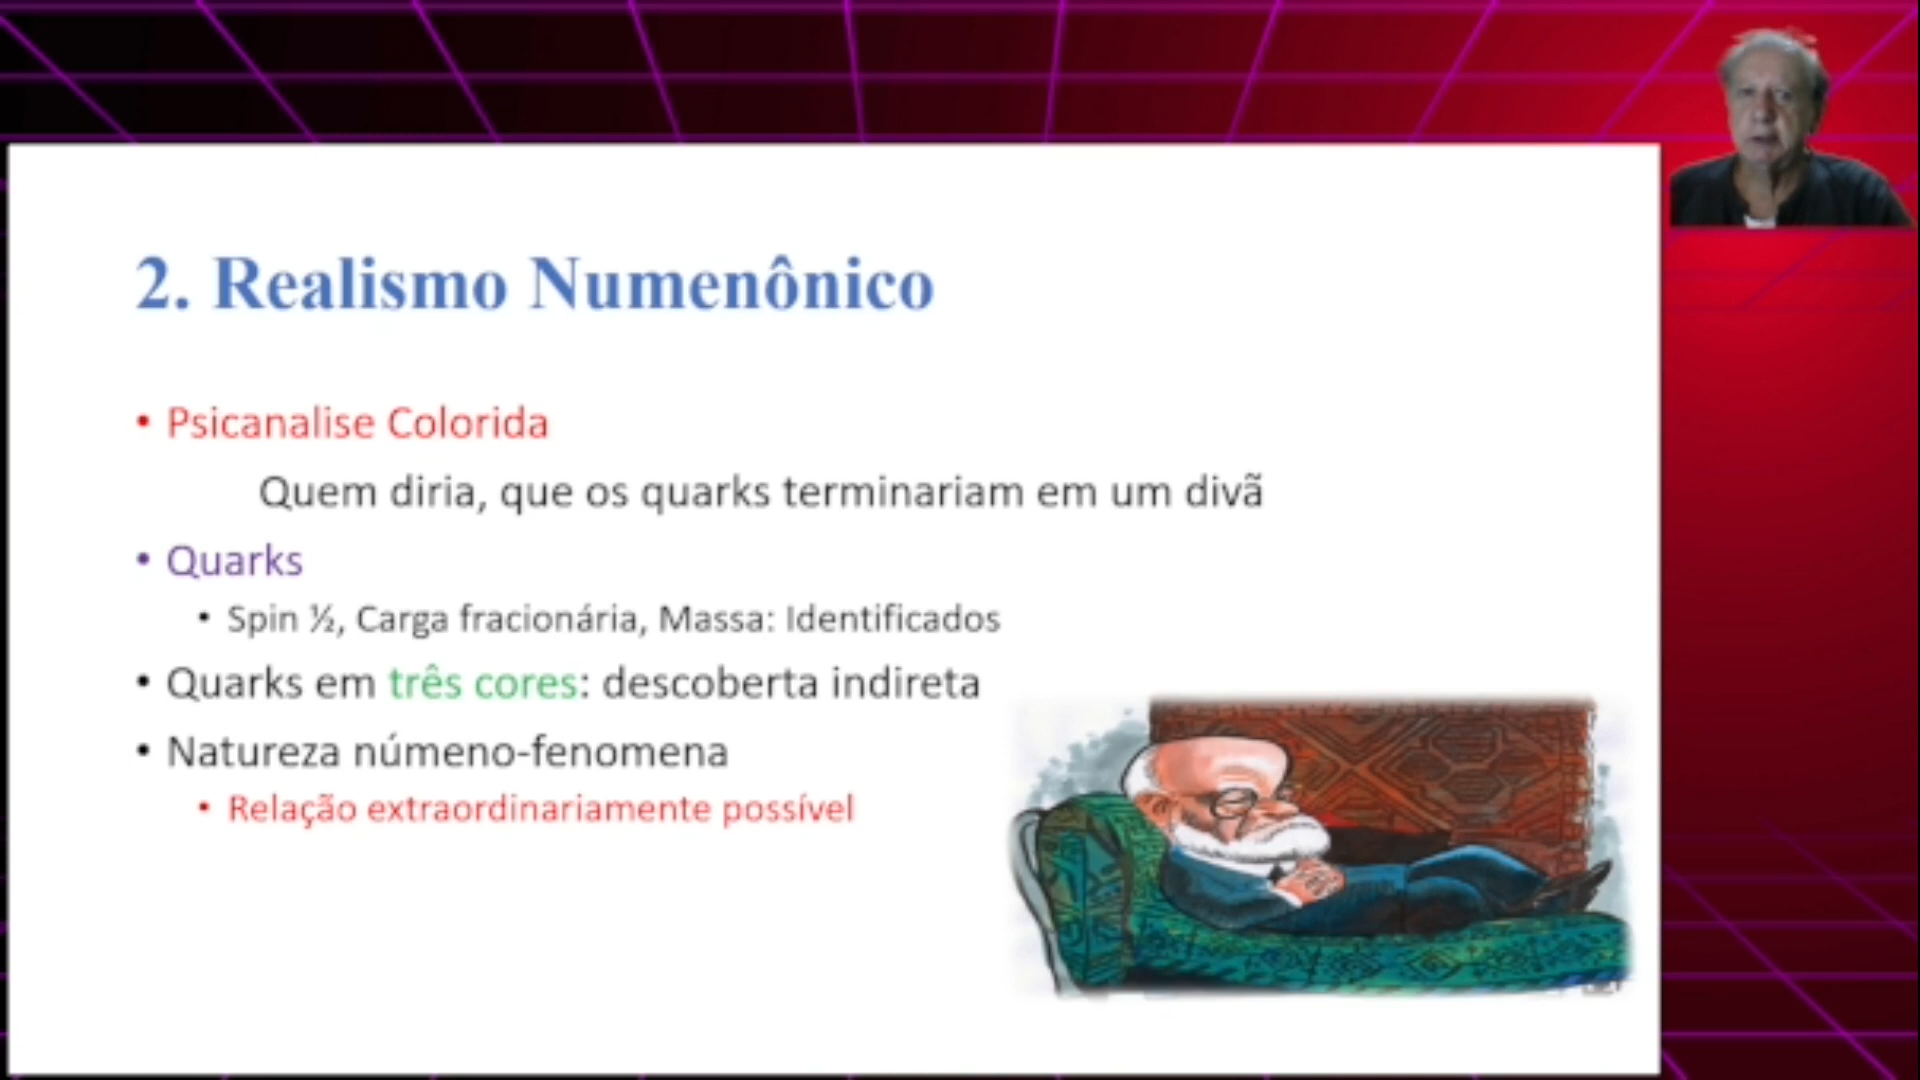 2. Realismo Numenônico
• Psicanalise Colorida
Quem diria, que os quarks terminariam em um divã
• Quarks
• Spin ½, Carga fracionária, Massa: Identificados
• Quarks em três cores: descoberta indireta
• Natureza númeno-fenomena
• Relação extraordinariamente possível